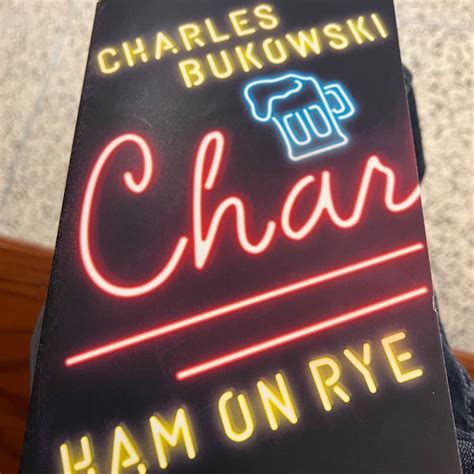 CHARLES
BUKOWSKI
Char
HAM ON RYE